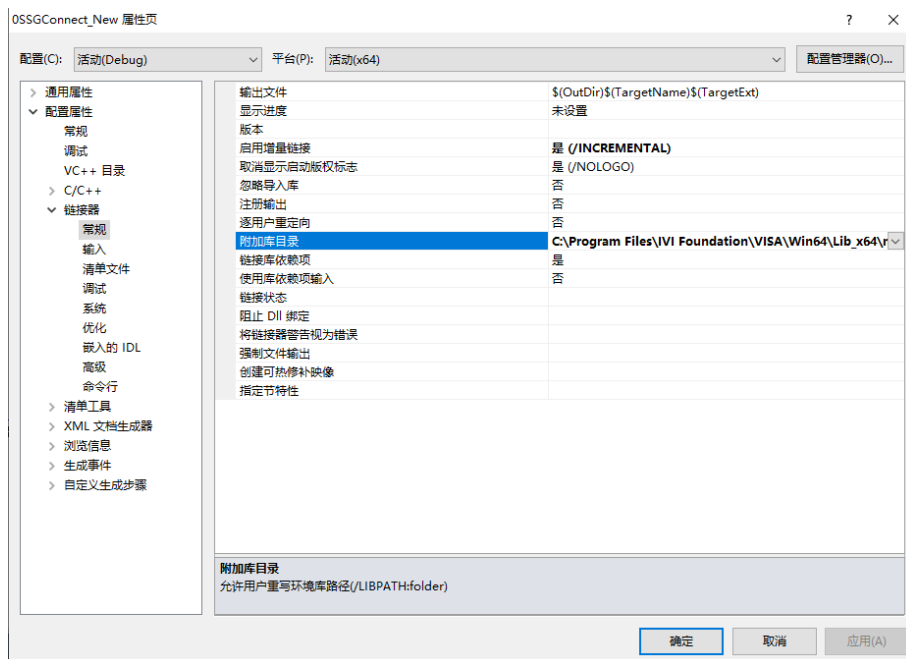 0SSGConnect_New 属性页
?
配置(C): 活动(Debug) 平台(P): 活动(x64) 配置管理器(O)...
通用属性
配置属性
常规
调试
VC++ 目录
C/C++
链接器
常规
输入
清单文件
调试
系统
优化
嵌入的 IDL
高级
命令行
清单工具
XML 文档生成器
浏览信息
生成事件
自定义生成步骤
输出文件 $(OutDir)$(TargetName)$(TargetExt)
显示进度 未设置
版本
启用增量链接 是 (/INCREMENTAL)
取消显示启动版权标志 是 (/NOLOGO)
忽略导入库 否
注册输出 否
逐用户重定向 否
附加库目录 C:\Program Files\IVI Foundation\VISA\Win64\Lib_x64\
链接库依赖项 是
使用库依赖项输入 否
链接状态
阻止 Dll 绑定
将链接器警告视为错误
强制文件输出
创建可热修补映像
指定节特性
附加库目录
允许用户重写环境库路径(/LIBPATH:folder)
确定 取消 应用(A)